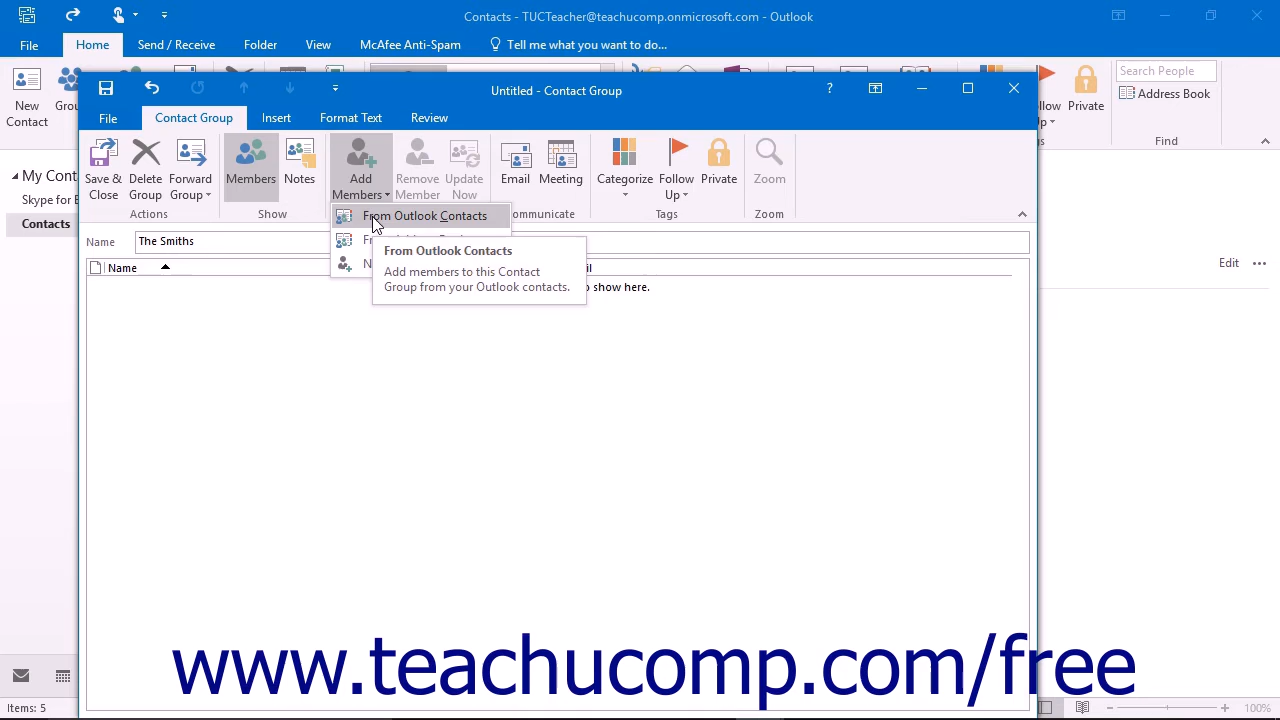 Contacts - TUCTeacher@teachucomp.onmicrosoft.com - Outlook
File Home Send / Receive Folder View McAfee Anti-Spam Tell me what you want to do...
New
Contact
Search People
Address Book
Private
Find
Untitled - Contact Group
?
File Contact Group Insert Format Text Review
Save & Close
Delete Group
Forward Group
Members
Notes
Add Members
Remove Member
Update Now
Email
Meeting
Categorize
Follow Up
Private
Zoom
Actions Show Tags Zoom
From Outlook Contacts
From Outlook Contacts
Add members to this Contact
Group from your Outlook contacts.
Name The Smiths
Name
show here.
Skype for
Contacts
Edit
www.teachucomp.com/free
Items: 5
100%